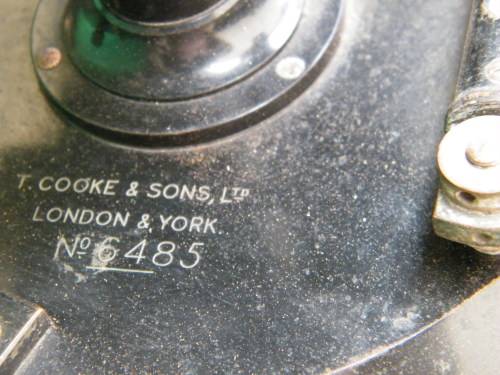 T. COOKE & SONS, LTD
LONDON & YORK.
No 6485